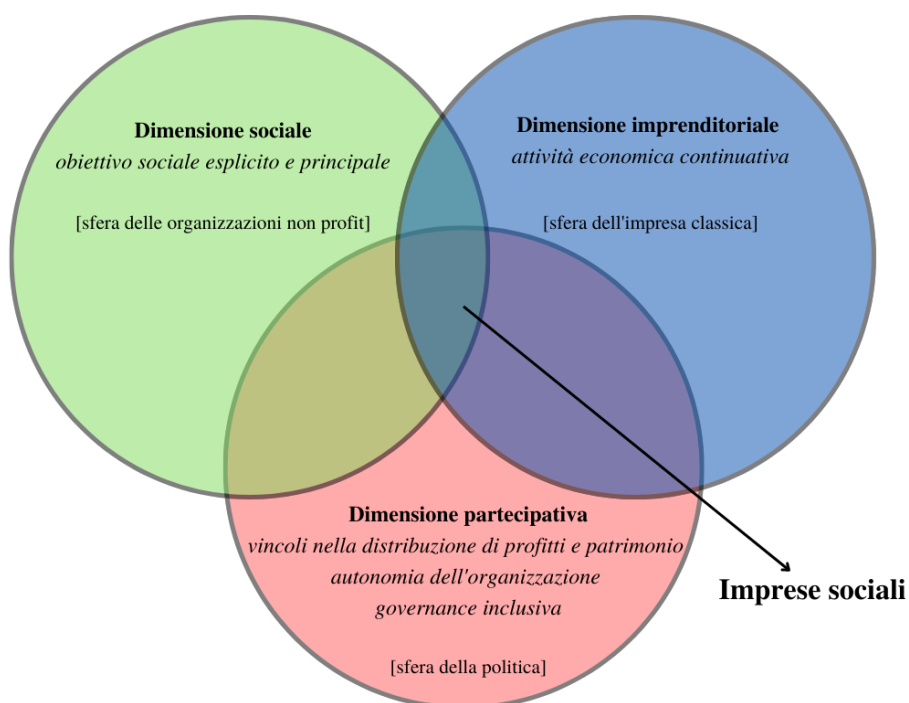 Dimensione sociale
obiettivo sociale esplicito e principale
[sfera delle organizzazioni non profit]
Dimensione imprenditoriale
attività economica continuativa
[sfera dell'impresa classica]
Dimensione partecipativa
vincoli nella distribuzione di profitti e patrimonio
autonomia dell'organizzazione
governance inclusiva
[sfera della politica]
Imprese sociali